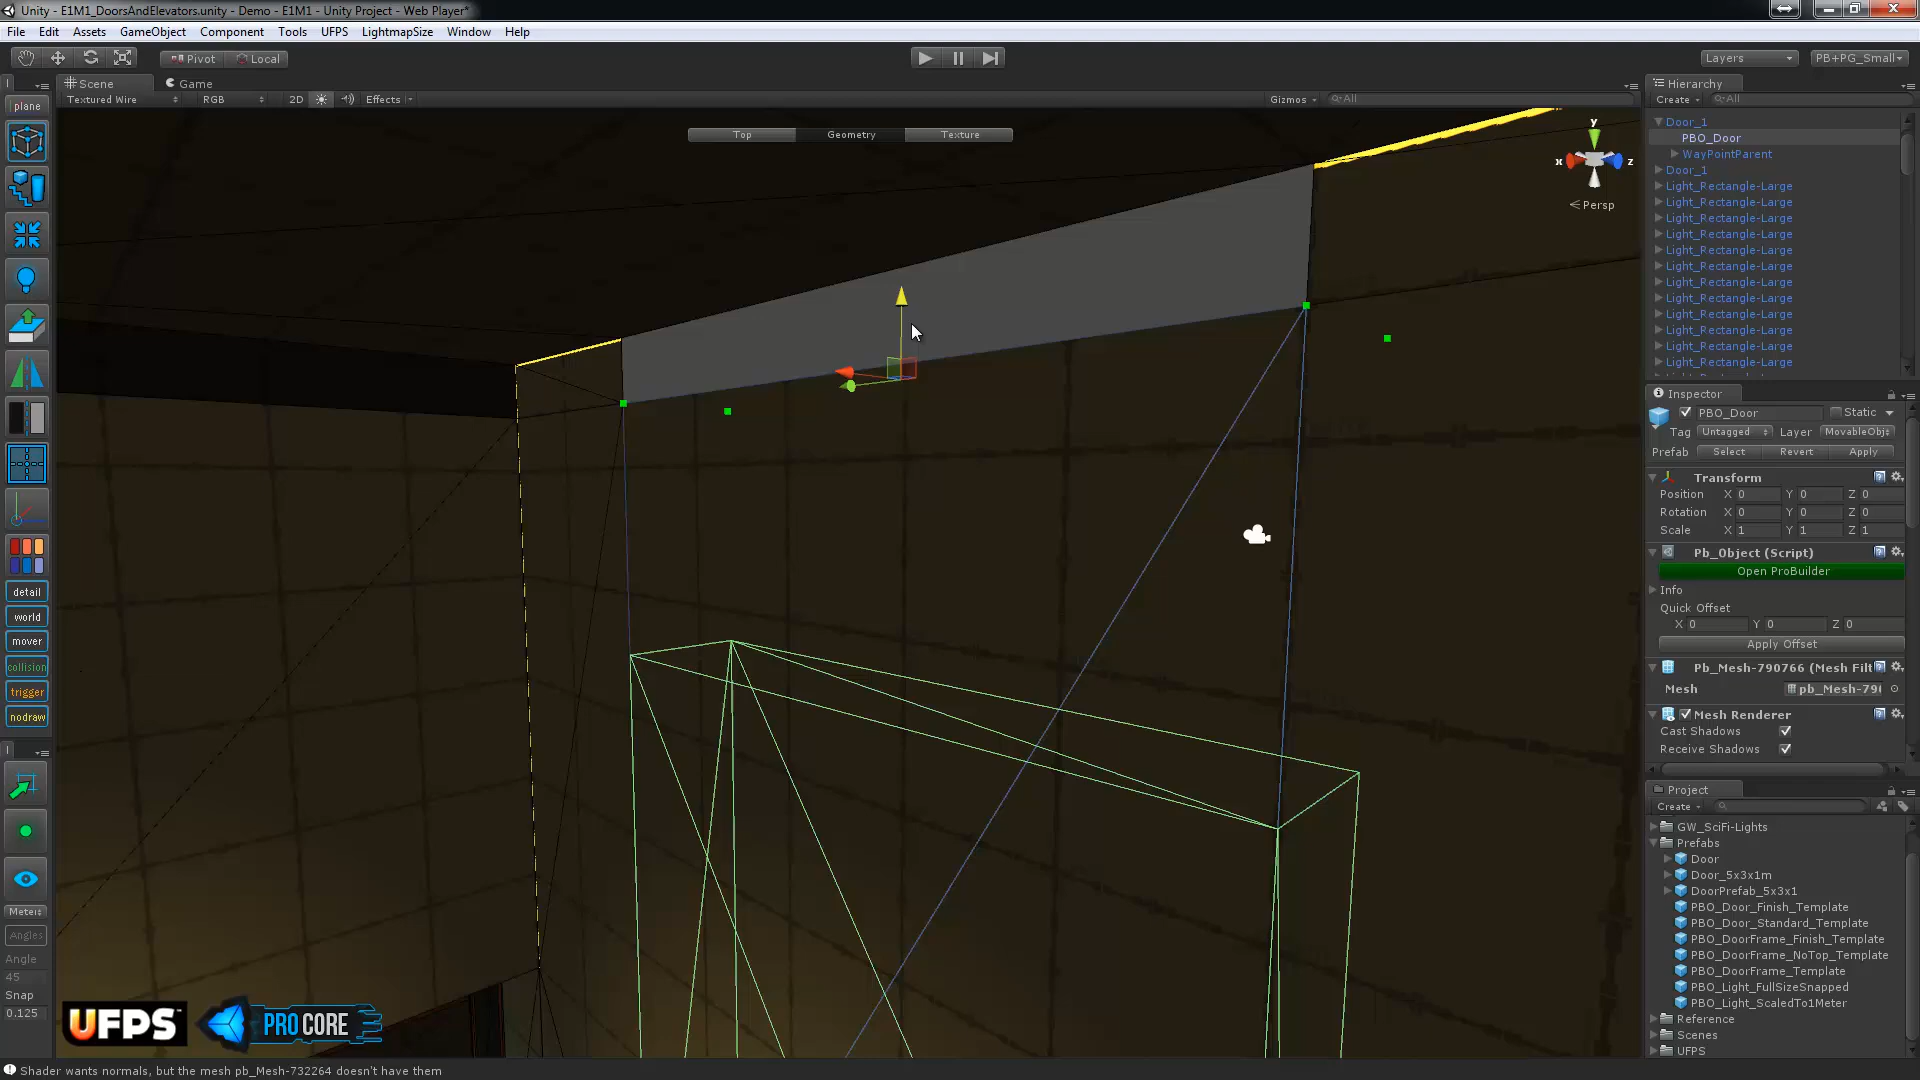 Unity - E1M1_DoorsAndElevators.unity - Demo - E1M1 - Unity Project - Web Player*
File Edit Assets GameObject Component Tools UFPS LightmapSize Window Help
Pivot Local Layers PB+PG_Small
Scene Game
Textured Wire RGB 2D Effects Gizmos All
plane
Top Geometry Texture
y
x z
Persp
detail
world
mover
collision
trigger
nodraw
Angles
Angle
45
Snap
0.125
UFPS PROCORE
Hierarchy
Create All
Door_1
PBO_Door
WayPointParent
Door_1
Light_Rectangle-Large
Light_Rectangle-Large
Light_Rectangle-Large
Light_Rectangle-Large
Light_Rectangle-Large
Light_Rectangle-Large
Light_Rectangle-Large
Light_Rectangle-Large
Light_Rectangle-Large
Light_Rectangle-Large
Light_Rectangle-Large
Light_Rectangle-Large
Inspector
PBO_Door Static
Tag Untagged Layer MovableObj
Prefab Select Revert Apply
Transform
Position X 0 Y 0 Z 0
Rotation X 0 Y 0 Z 0
Scale X 1 Y 1 Z 1
Pb_Object (Script)
Open ProBuilder
Info
Quick Offset
X 0 Y 0 Z 0
Apply Offset
Pb_Mesh-790766 (Mesh Filt
Mesh pb_Mesh-790
Mesh Renderer
Cast Shadows
Receive Shadows
Project
Create
GW_SciFi-Lights
Prefabs
Door
Door_5x3x1m
DoorPrefab_5x3x1
PBO_Door_Finish_Template
PBO_Door_Standard_Template
PBO_DoorFrame_Finish_Template
PBO_DoorFrame_NoTop_Template
PBO_DoorFrame_Template
PBO_Light_FullSizeSnapped
PBO_Light_ScaledTo1Meter
Reference
Scenes
UFPS
Shader wants normals, but the mesh pb_Mesh-732264 doesn't have them